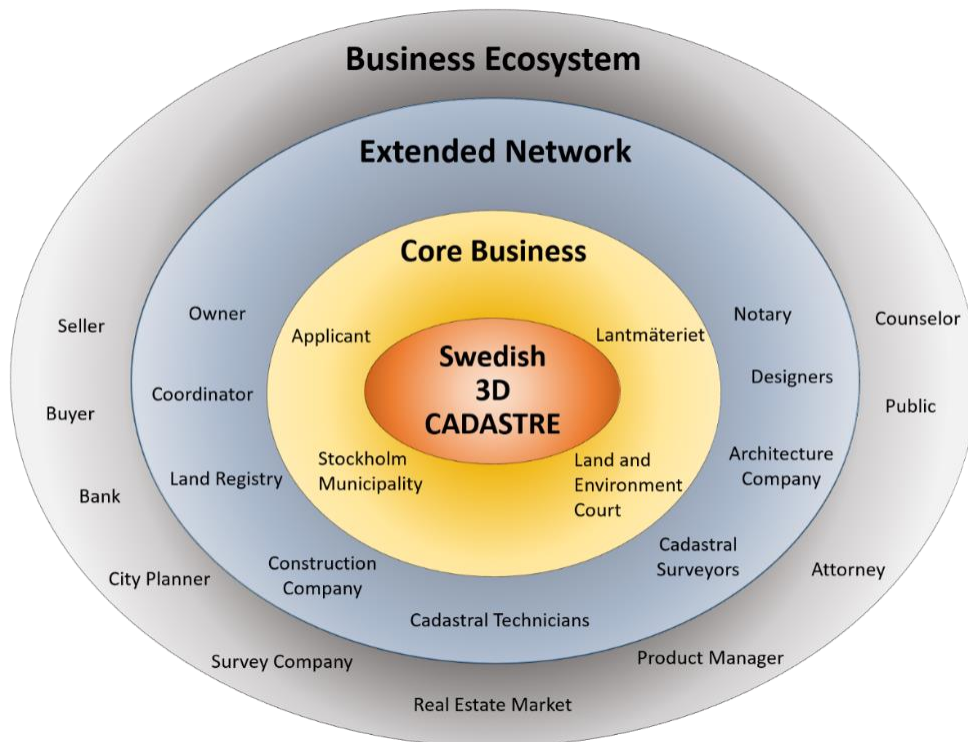 Business Ecosystem
Extended Network
Core Business
Swedish
3D
CADASTRE
Applicant
Lantmäteriet
Stockholm
Municipality
Land and
Environment
Court
Owner
Coordinator
Land Registry
Construction
Company
Cadastral Technicians
Cadastral
Surveyors
Architecture
Company
Designers
Notary
Seller
Buyer
Bank
City Planner
Survey Company
Real Estate Market
Product Manager
Attorney
Public
Counselor